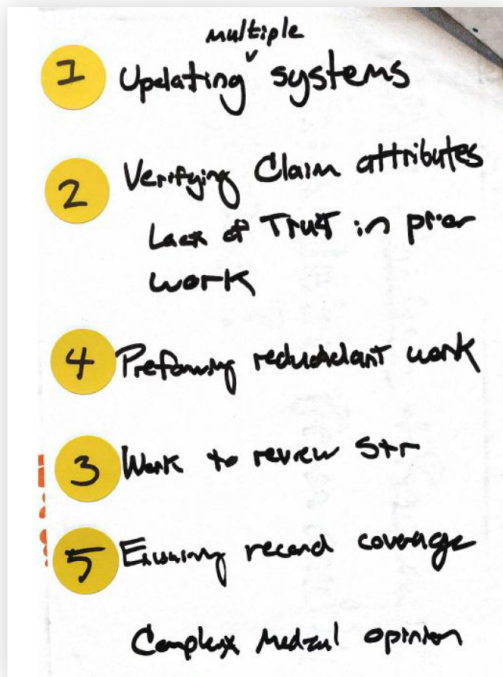 multiple
1 Updating ᵛ systems
2 Verifying Claim attributes
Lack of Trust in prior
work
4 Preforming redundant work
3 Work to review STR
5 Ensuring record coverage
Complex Medical opinion